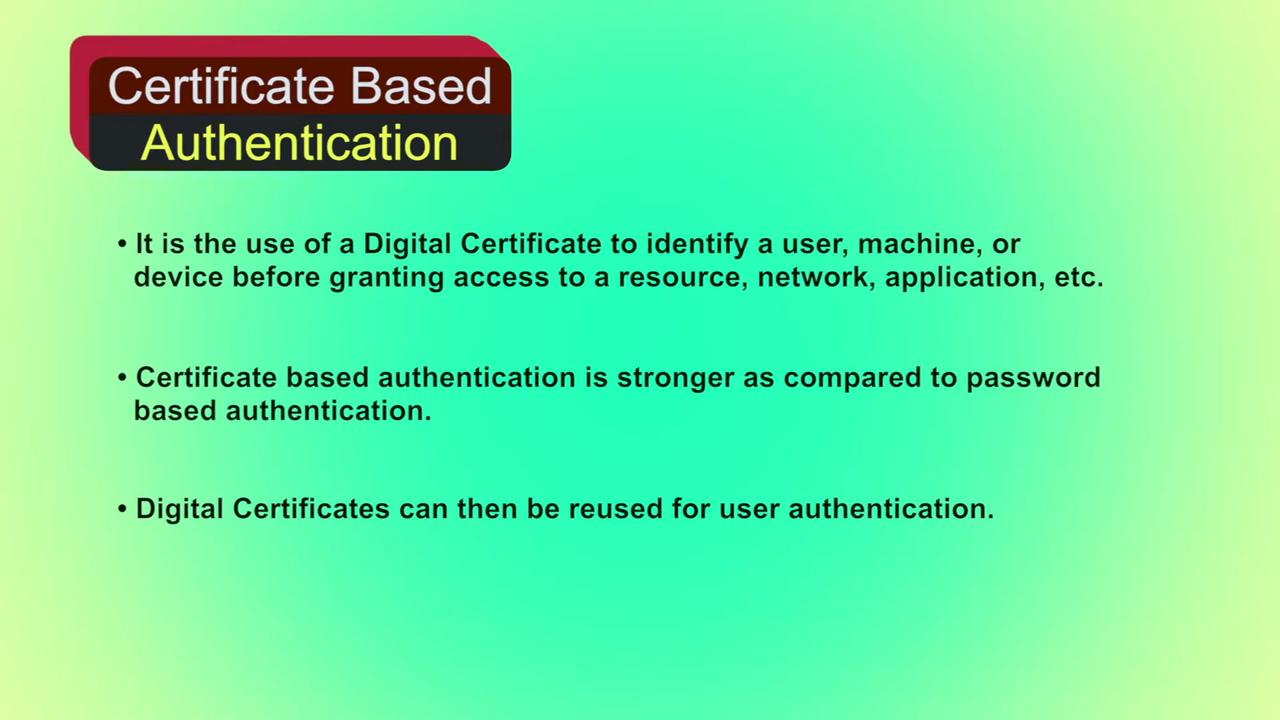 Certificate Based
Authentication
• It is the use of a Digital Certificate to identify a user, machine, or
device before granting access to a resource, network, application, etc.
• Certificate based authentication is stronger as compared to password
based authentication.
• Digital Certificates can then be reused for user authentication.